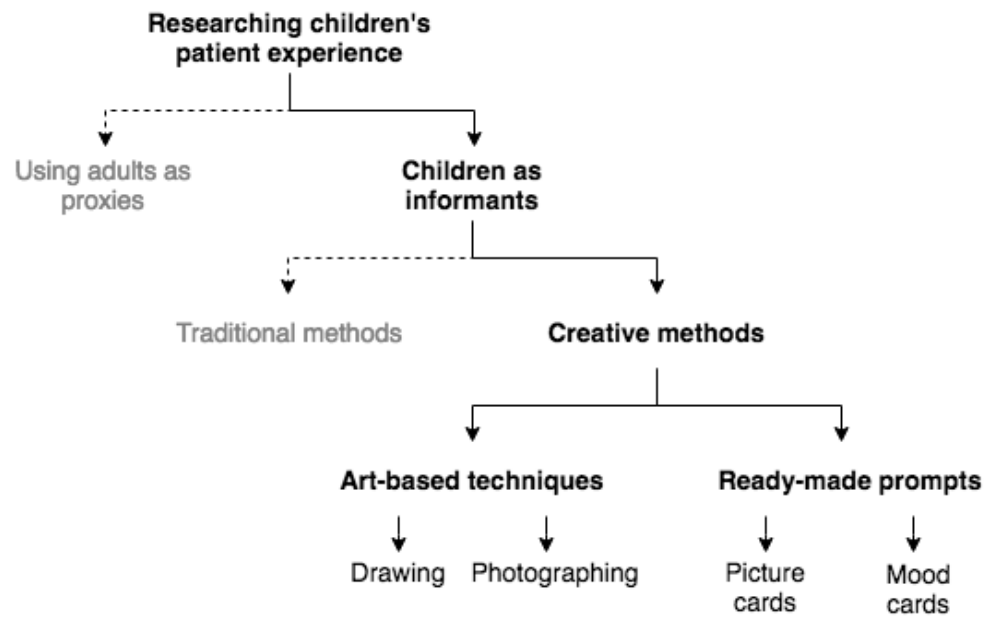 Researching children's
patient experience
Using adults as
proxies
Children as
informants
Traditional methods
Creative methods
Art-based techniques
Ready-made prompts
Drawing
Photographing
Picture
cards
Mood
cards